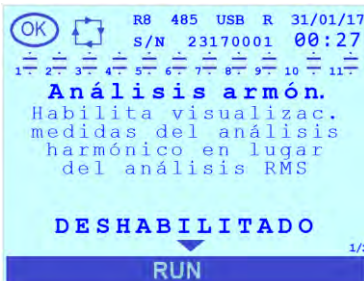 OK R8 485 USB R 31/01/17
S/N 23170001 00:27
1 2 3 4 5 6 7 8 9 10 11
Análisis armón.
Habilita visualizac.
medidas del análisis
harmónico en lugar
del análisis RMS
DESHABILITADO
RUN